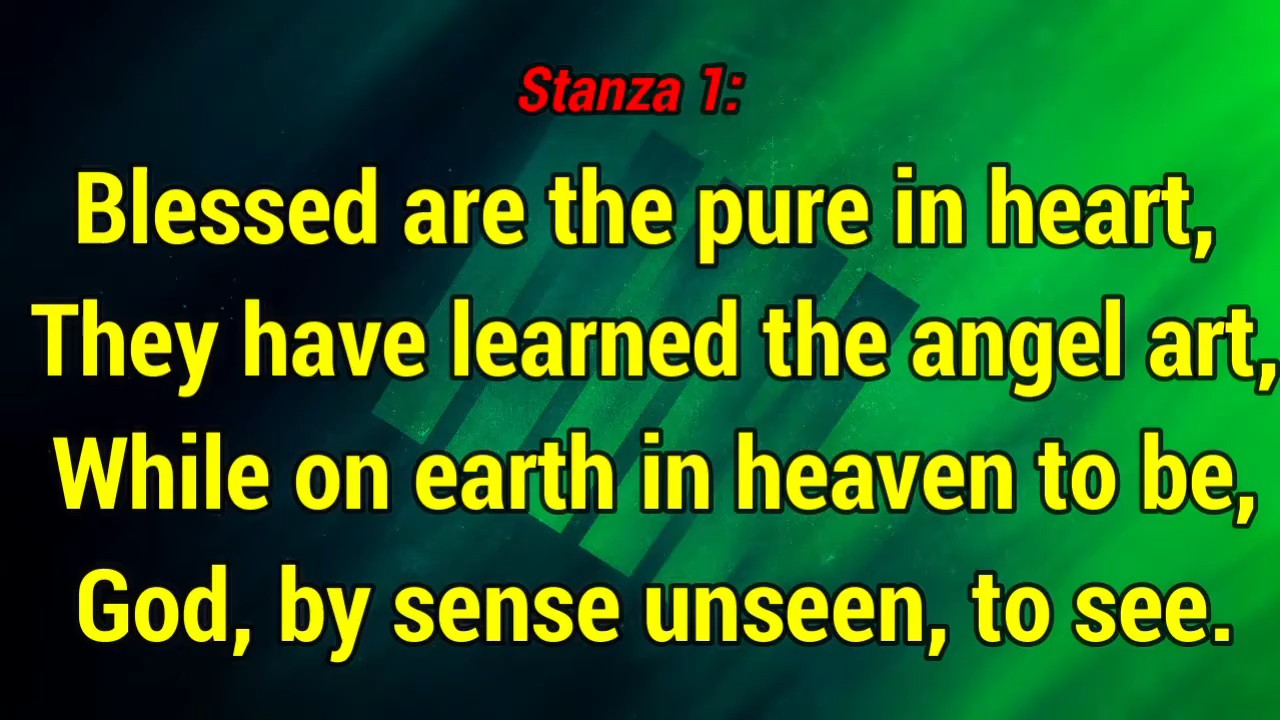 Stanza 1:
Blessed are the pure in heart,
They have learned the angel art,
While on earth in heaven to be,
God, by sense unseen, to see.